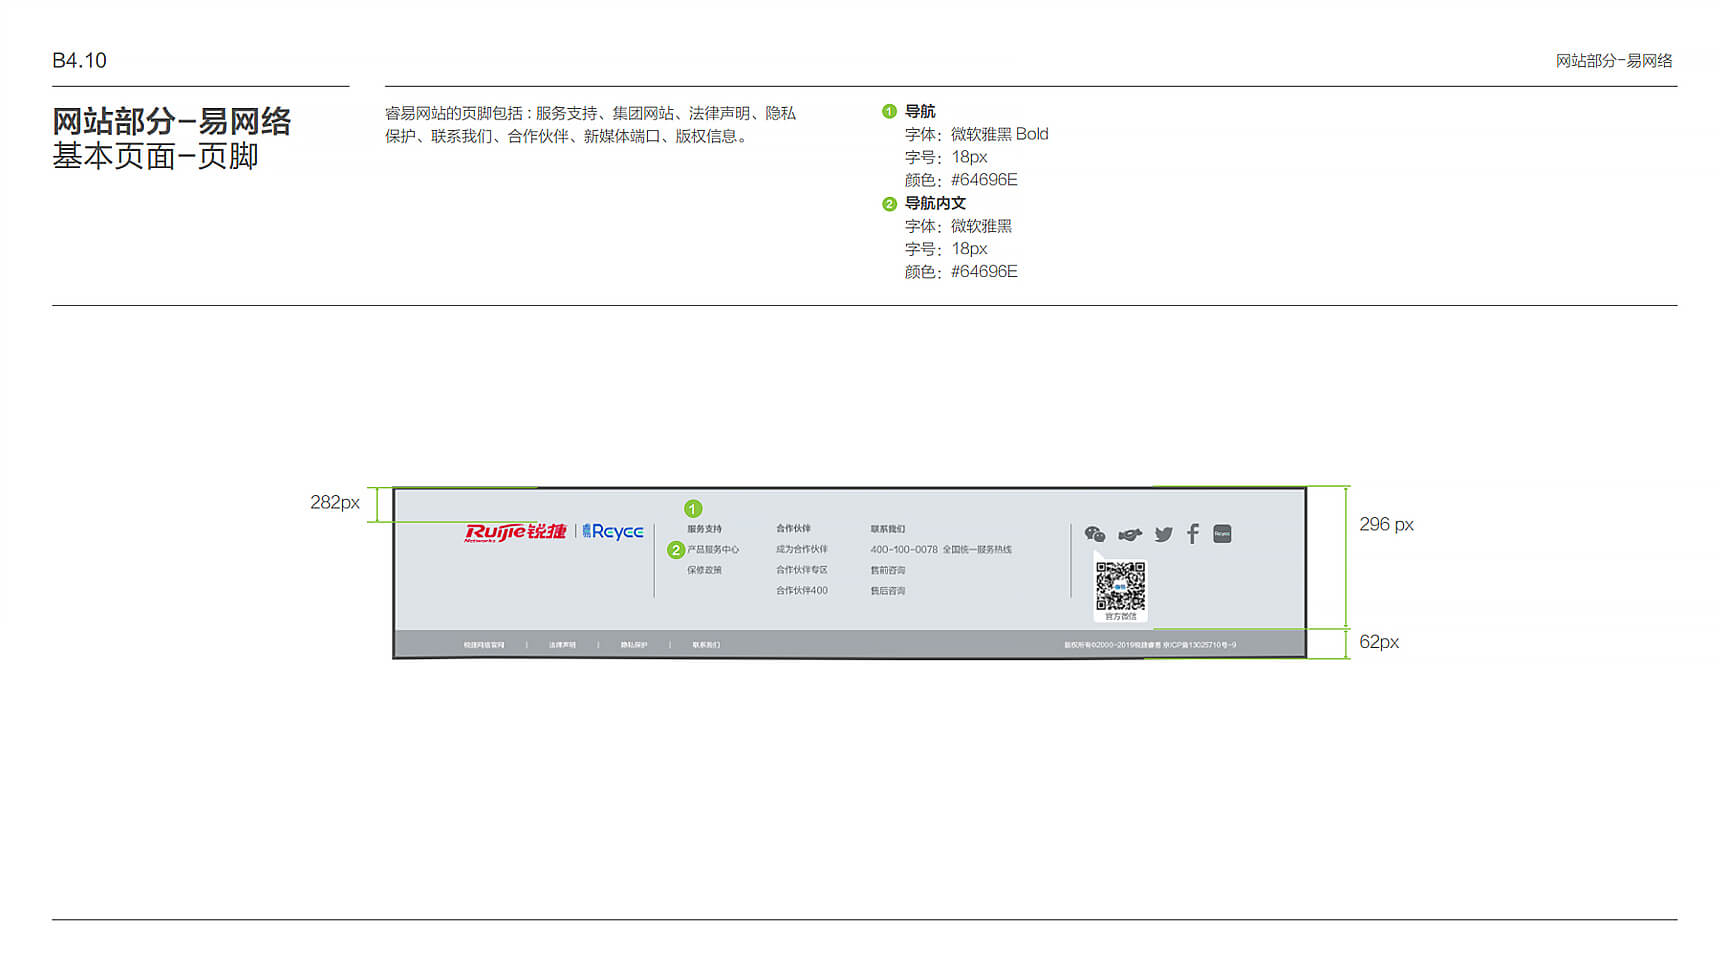 B4.10
网站部分-易网络
网站部分-易网络
基本页面-页脚
睿易网站的页脚包括：服务支持、集团网站、法律声明、隐私
保护、联系我们、合作伙伴、新媒体端口、版权信息。
1 导航
字体：微软雅黑 Bold
字号：18px
颜色：#64696E
2 导航内文
字体：微软雅黑
字号：18px
颜色：#64696E
282px
296 px
62px
Ruijie锐捷 Networks
睿易 Reyee
1
服务支持
2 产品服务中心
保修政策
合作伙伴
成为合作伙伴
合作伙伴专区
合作伙伴400
联系我们
400-100-0078 全国统一服务热线
售前咨询
售后咨询
Reyee
官方微信
锐捷网络官网 | 法律声明 | 隐私保护 | 联系我们
版权所有©2000-2019锐捷睿易 京ICP备13025710号-9